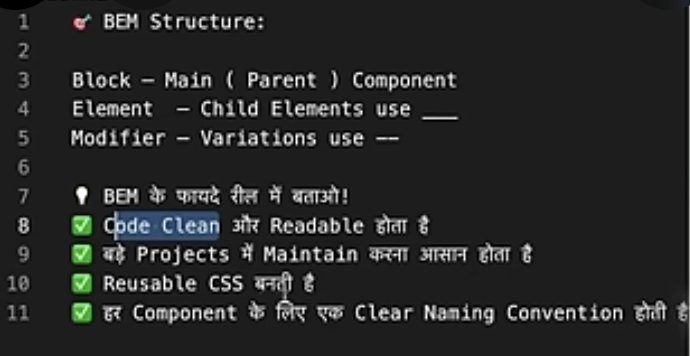 1 🎯 BEM Structure:
2
3 Block – Main ( Parent ) Component
4 Element – Child Elements use ___
5 Modifier – Variations use --
6
7 💡 BEM के फायदे रील में बताओ!
8 ✅ Code Clean और Readable होता है
9 ✅ बड़े Projects में Maintain करना आसान होता है
10 ✅ Reusable CSS बनती है
11 ✅ हर Component के लिए एक Clear Naming Convention होती है